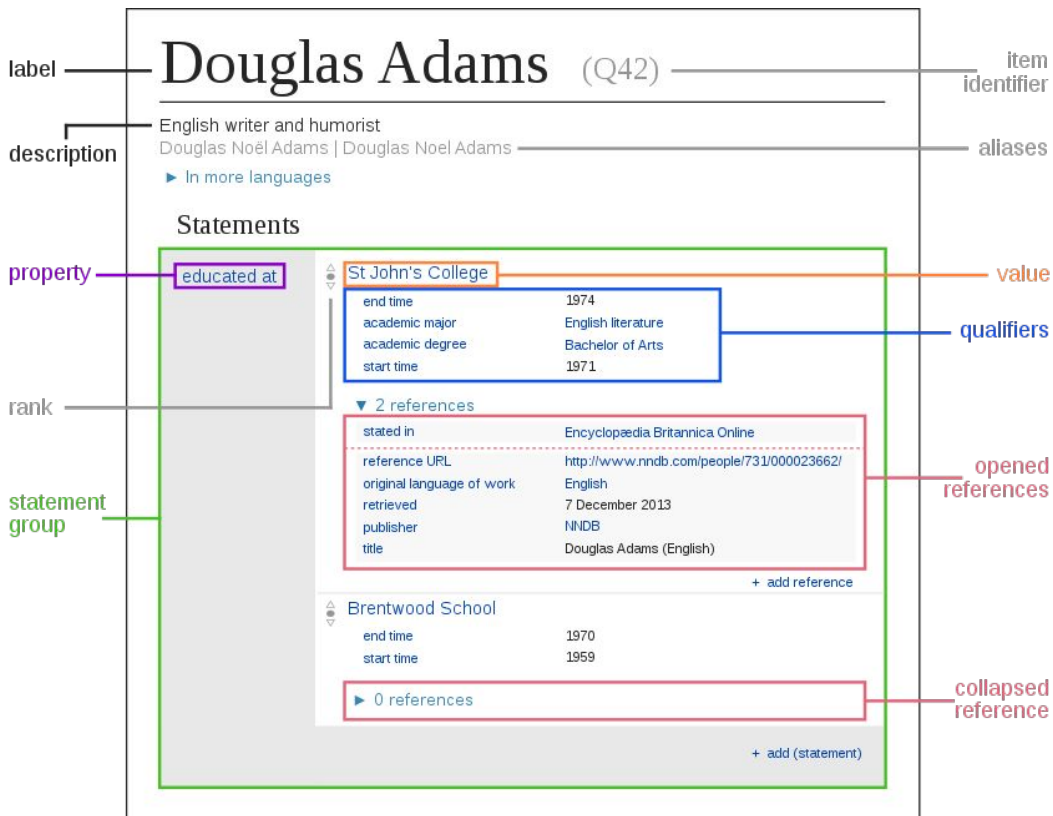 label
Douglas Adams (Q42)
item identifier
English writer and humorist
description
Douglas Noël Adams | Douglas Noel Adams
aliases
► In more languages
Statements
property
educated at
St John's College
value
end time 1974
academic major English literature
academic degree Bachelor of Arts
start time 1971
qualifiers
rank
▼ 2 references
stated in Encyclopædia Britannica Online
reference URL http://www.nndb.com/people/731/000023662/
original language of work English
retrieved 7 December 2013
publisher NNDB
title Douglas Adams (English)
opened references
statement group
+ add reference
Brentwood School
end time 1970
start time 1959
► 0 references
collapsed reference
+ add (statement)